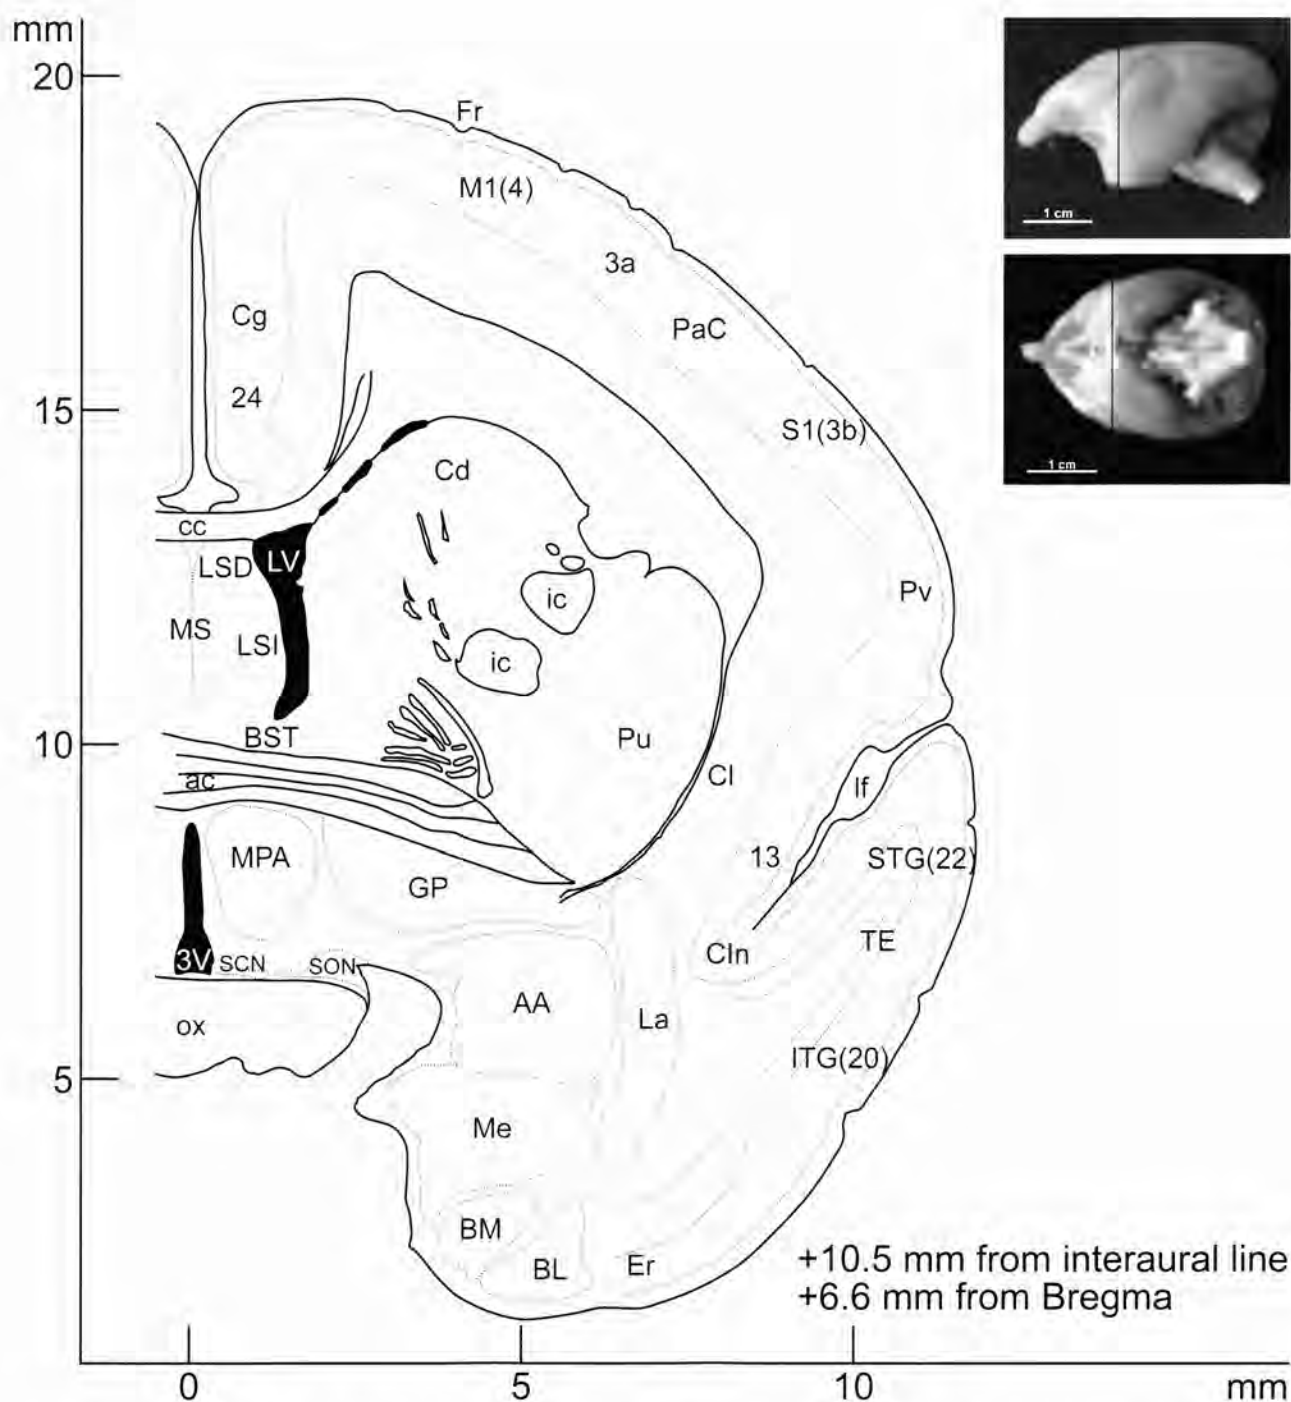 mm
20
15
10
5
0
5
10
mm
Fr
M1(4)
3a
PaC
Cg
24
S1(3b)
Cd
cc
LSD
LV
ic
Pv
MS
LSI
ic
BST
Pu
ac
Cl
lf
MPA
GP
13
STG(22)
3V
SCN
SON
Cln
TE
ox
AA
La
ITG(20)
Me
BM
BL
Er
+10.5 mm from interaural line
+6.6 mm from Bregma
1 cm
1 cm